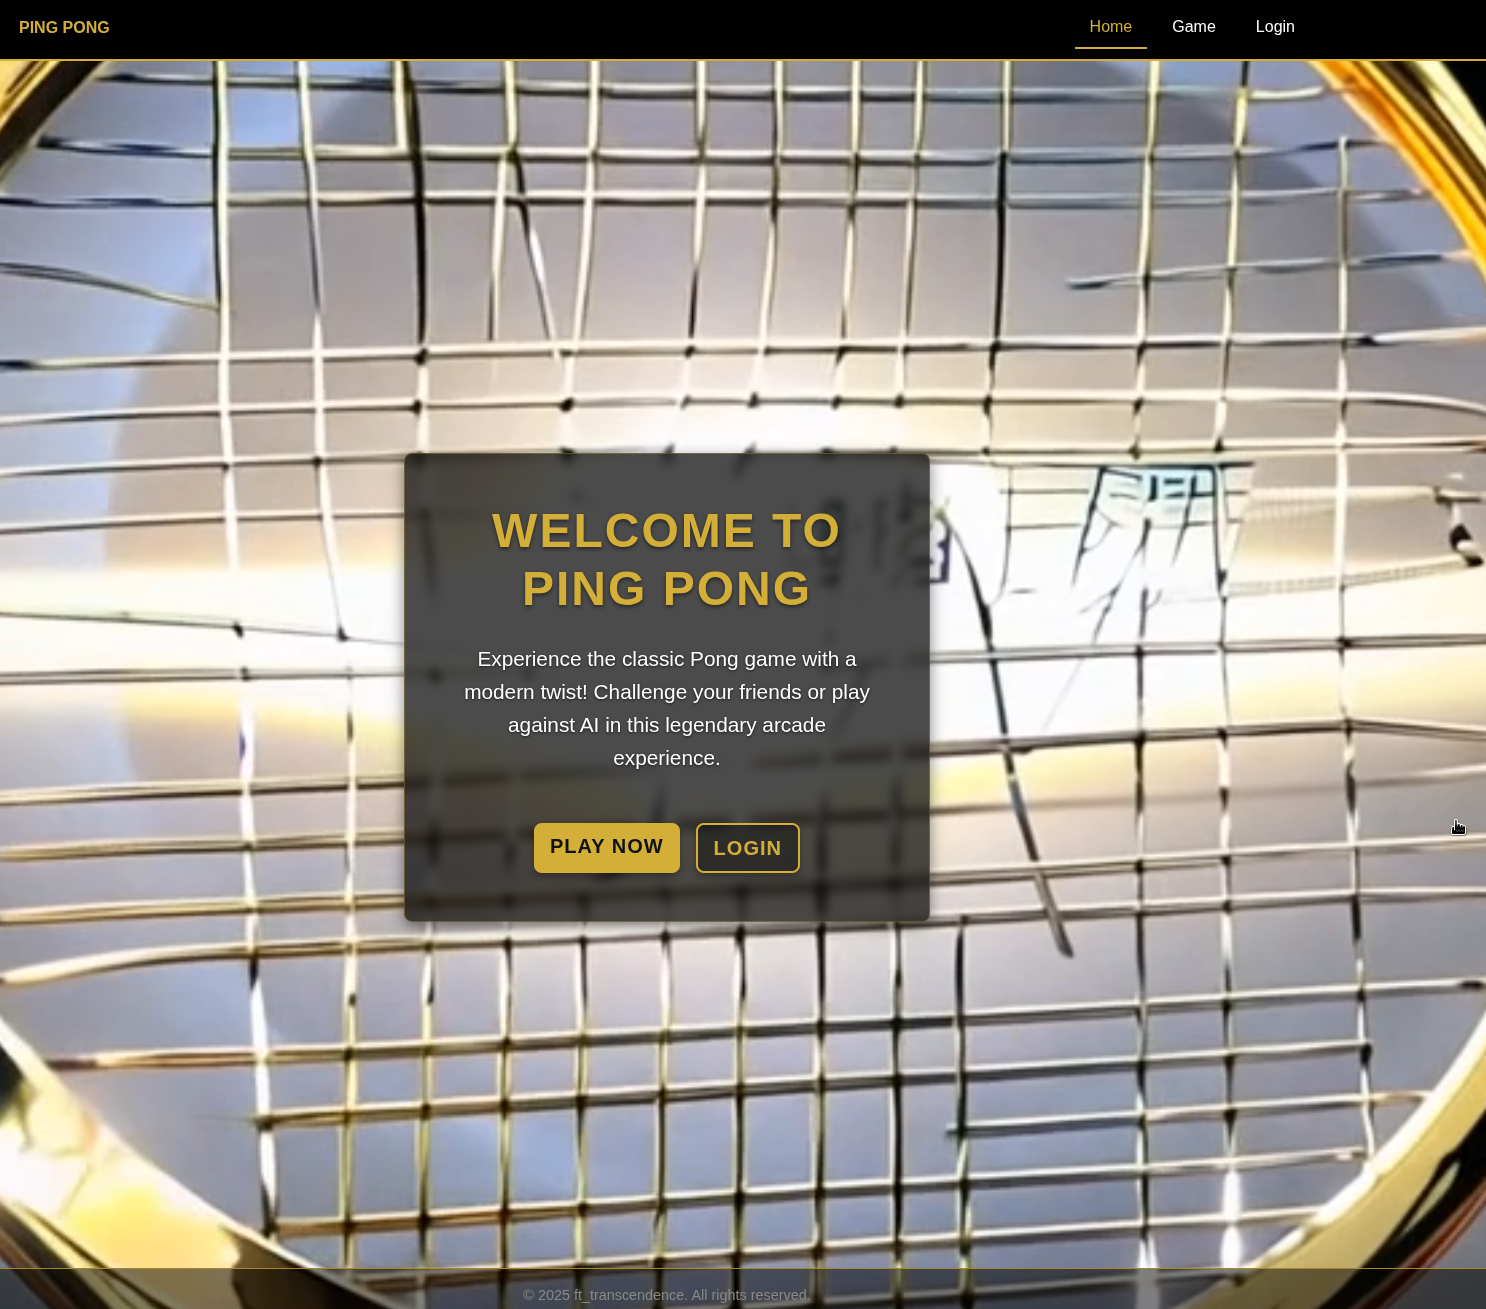 PING PONG
Home
Game
Login
WELCOME TO
PING PONG
Experience the classic Pong game with a
modern twist! Challenge your friends or play
against AI in this legendary arcade
experience.
PLAY NOW
LOGIN
© 2025 ft_transcendence. All rights reserved.